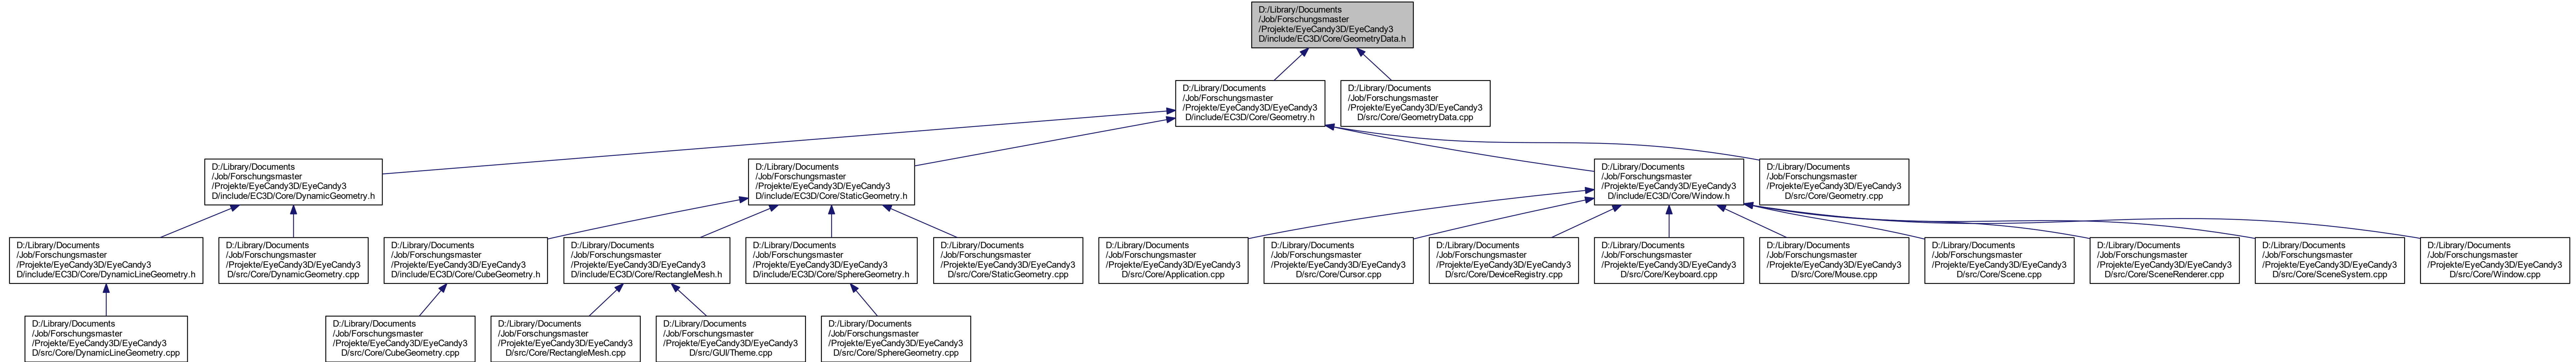 D:/Library/Documents
/Job/Forschungsmaster
/Projekte/EyeCandy3D/EyeCandy3
D/include/EC3D/Core/GeometryData.h
D:/Library/Documents
/Job/Forschungsmaster
/Projekte/EyeCandy3D/EyeCandy3
D/include/EC3D/Core/Geometry.h
D:/Library/Documents
/Job/Forschungsmaster
/Projekte/EyeCandy3D/EyeCandy3
D/src/Core/GeometryData.cpp
D:/Library/Documents
/Job/Forschungsmaster
/Projekte/EyeCandy3D/EyeCandy3
D/include/EC3D/Core/DynamicGeometry.h
D:/Library/Documents
/Job/Forschungsmaster
/Projekte/EyeCandy3D/EyeCandy3
D/include/EC3D/Core/StaticGeometry.h
D:/Library/Documents
/Job/Forschungsmaster
/Projekte/EyeCandy3D/EyeCandy3
D/include/EC3D/Core/Window.h
D:/Library/Documents
/Job/Forschungsmaster
/Projekte/EyeCandy3D/EyeCandy3
D/src/Core/Geometry.cpp
D:/Library/Documents
/Job/Forschungsmaster
/Projekte/EyeCandy3D/EyeCandy3
D/include/EC3D/Core/DynamicLineGeometry.h
D:/Library/Documents
/Job/Forschungsmaster
/Projekte/EyeCandy3D/EyeCandy3
D/src/Core/DynamicGeometry.cpp
D:/Library/Documents
/Job/Forschungsmaster
/Projekte/EyeCandy3D/EyeCandy3
D/include/EC3D/Core/CubeGeometry.h
D:/Library/Documents
/Job/Forschungsmaster
/Projekte/EyeCandy3D/EyeCandy3
D/include/EC3D/Core/RectangleMesh.h
D:/Library/Documents
/Job/Forschungsmaster
/Projekte/EyeCandy3D/EyeCandy3
D/include/EC3D/Core/SphereGeometry.h
D:/Library/Documents
/Job/Forschungsmaster
/Projekte/EyeCandy3D/EyeCandy3
D/src/Core/StaticGeometry.cpp
D:/Library/Documents
/Job/Forschungsmaster
/Projekte/EyeCandy3D/EyeCandy3
D/src/Core/Application.cpp
D:/Library/Documents
/Job/Forschungsmaster
/Projekte/EyeCandy3D/EyeCandy3
D/src/Core/Cursor.cpp
D:/Library/Documents
/Job/Forschungsmaster
/Projekte/EyeCandy3D/EyeCandy3
D/src/Core/DeviceRegistry.cpp
D:/Library/Documents
/Job/Forschungsmaster
/Projekte/EyeCandy3D/EyeCandy3
D/src/Core/Keyboard.cpp
D:/Library/Documents
/Job/Forschungsmaster
/Projekte/EyeCandy3D/EyeCandy3
D/src/Core/Mouse.cpp
D:/Library/Documents
/Job/Forschungsmaster
/Projekte/EyeCandy3D/EyeCandy3
D/src/Core/Scene.cpp
D:/Library/Documents
/Job/Forschungsmaster
/Projekte/EyeCandy3D/EyeCandy3
D/src/Core/SceneRenderer.cpp
D:/Library/Documents
/Job/Forschungsmaster
/Projekte/EyeCandy3D/EyeCandy3
D/src/Core/SceneSystem.cpp
D:/Library/Documents
/Job/Forschungsmaster
/Projekte/EyeCandy3D/EyeCandy3
D/src/Core/Window.cpp
D:/Library/Documents
/Job/Forschungsmaster
/Projekte/EyeCandy3D/EyeCandy3
D/src/Core/DynamicLineGeometry.cpp
D:/Library/Documents
/Job/Forschungsmaster
/Projekte/EyeCandy3D/EyeCandy3
D/src/Core/CubeGeometry.cpp
D:/Library/Documents
/Job/Forschungsmaster
/Projekte/EyeCandy3D/EyeCandy3
D/src/Core/RectangleMesh.cpp
D:/Library/Documents
/Job/Forschungsmaster
/Projekte/EyeCandy3D/EyeCandy3
D/src/GUI/Theme.cpp
D:/Library/Documents
/Job/Forschungsmaster
/Projekte/EyeCandy3D/EyeCandy3
D/src/Core/SphereGeometry.cpp